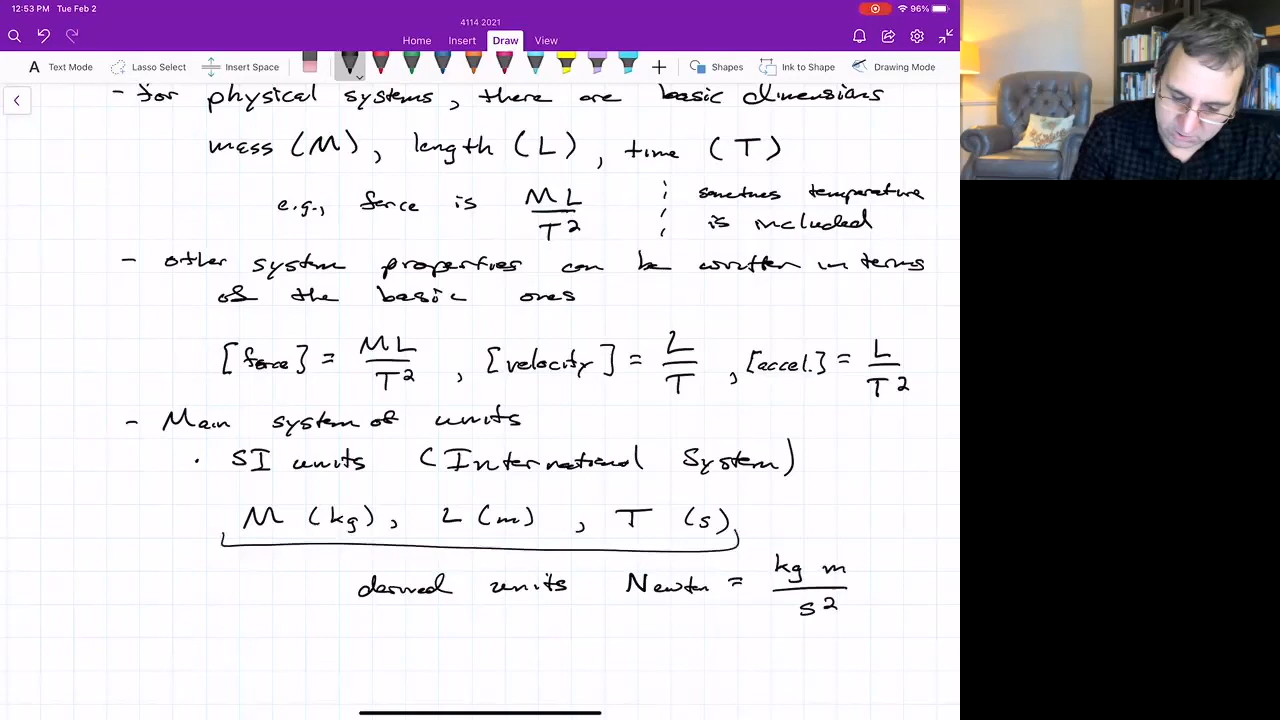 12:53 PM Tue Feb 2
96%
4114 2021
Home Insert Draw View
Text Mode Lasso Select Insert Space Shapes Ink to Shape Drawing Mode
- for physical systems, there are basic dimensions
mass (M), length (L), time (T)
e.g., force is ML/T² sometimes temperature
is included
- other system properties can be written in terms
of the basic ones
[force] = ML/T², [velocity] = L/T, [accel.] = L/T²
- Main system of units
· SI units (International System)
M (kg), L (m), T (s)
derived units Newton = kg m/s²